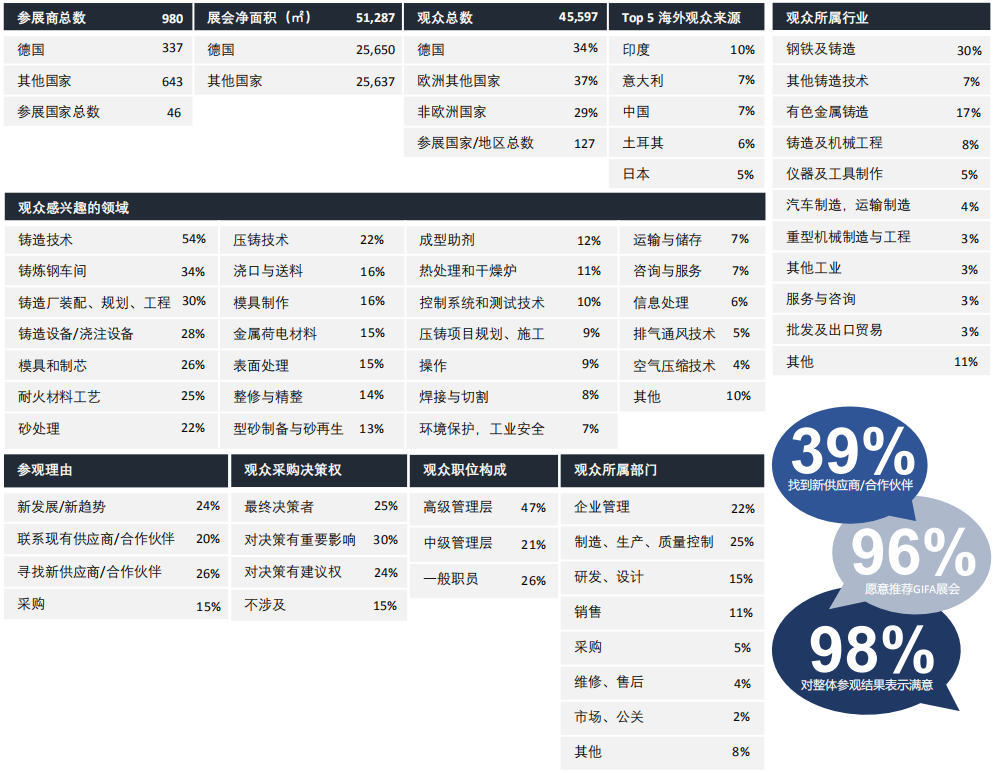 参展商总数 980
德国 337
其他国家 643
参展国家总数 46
展会净面积（㎡） 51,287
德国 25,650
其他国家 25,637
观众总数 45,597
德国 34%
欧洲其他国家 37%
非欧洲国家 29%
参展国家/地区总数 127
Top 5 海外观众来源
印度 10%
意大利 7%
中国 7%
土耳其 6%
日本 5%
观众所属行业
钢铁及铸造 30%
其他铸造技术 7%
有色金属铸造 17%
铸造及机械工程 8%
仪器及工具制作 5%
汽车制造，运输制造 4%
重型机械制造与工程 3%
其他工业 3%
服务与咨询 3%
批发及出口贸易 3%
其他 11%
观众感兴趣的领域
铸造技术 54%
铸炼钢车间 34%
铸造厂装配、规划、工程 30%
铸造设备/浇注设备 28%
模具和制芯 26%
耐火材料工艺 25%
砂处理 22%
压铸技术 22%
浇口与送料 16%
模具制作 16%
金属荷电材料 15%
表面处理 15%
整修与精整 14%
型砂制备与砂再生 13%
成型助剂 12%
热处理和干燥炉 11%
控制系统和测试技术 10%
压铸项目规划、施工 9%
操作 9%
焊接与切割 8%
环境保护，工业安全 7%
运输与储存 7%
咨询与服务 7%
信息处理 6%
排气通风技术 5%
空气压缩技术 4%
其他 10%
参观理由
新发展/新趋势 24%
联系现有供应商/合作伙伴 20%
寻找新供应商/合作伙伴 26%
采购 15%
观众采购决策权
最终决策者 25%
对决策有重要影响 30%
对决策有建议权 24%
不涉及 15%
观众职位构成
高级管理层 47%
中级管理层 21%
一般职员 26%
观众所属部门
企业管理 22%
制造、生产、质量控制 25%
研发、设计 15%
销售 11%
采购 5%
维修、售后 4%
市场、公关 2%
其他 8%
39%
找到新供应商/合作伙伴
96%
愿意推荐GIFA展会
98%
对整体参观结果表示满意